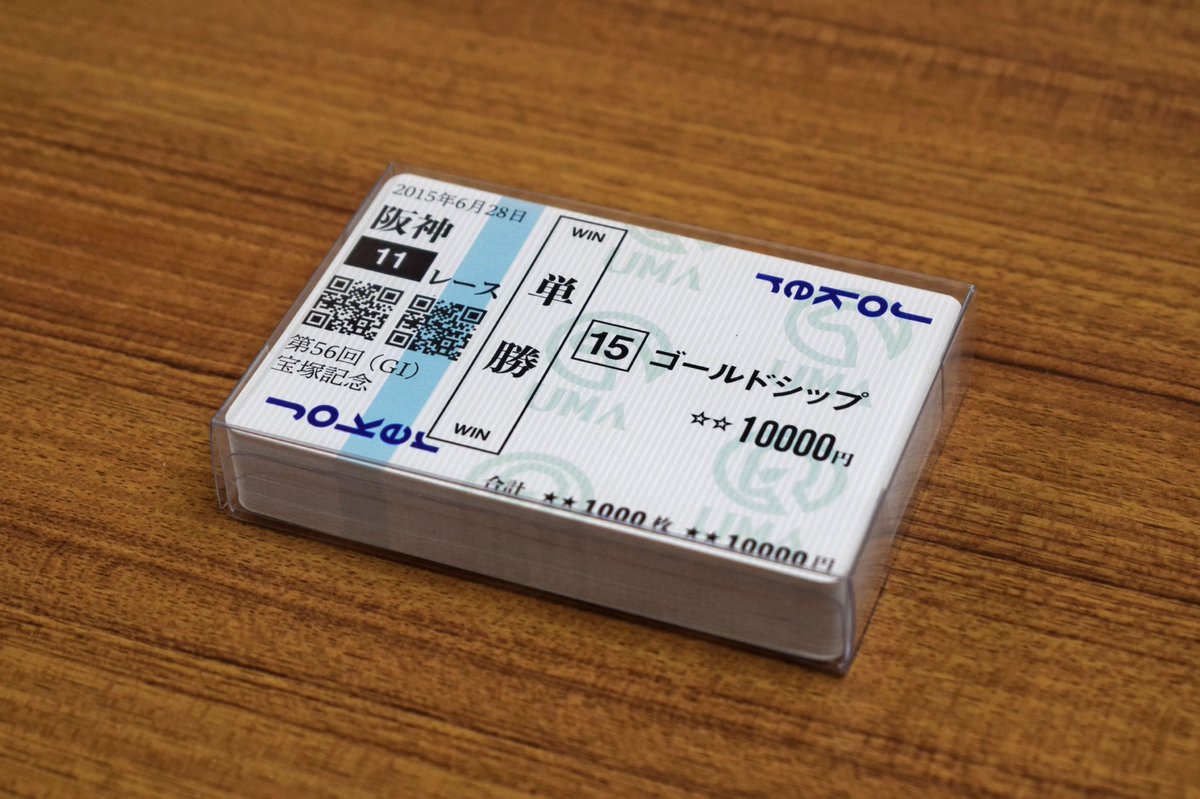 2015年6月28日
阪神
11 レース
第56回 (GI)
宝塚記念
Joker
WIN
単勝
WIN
Joker
15 ゴールドシップ
☆☆10000円
合計 ★★1000枚 ★★10000円
UMA
UMA
UMA
UMA